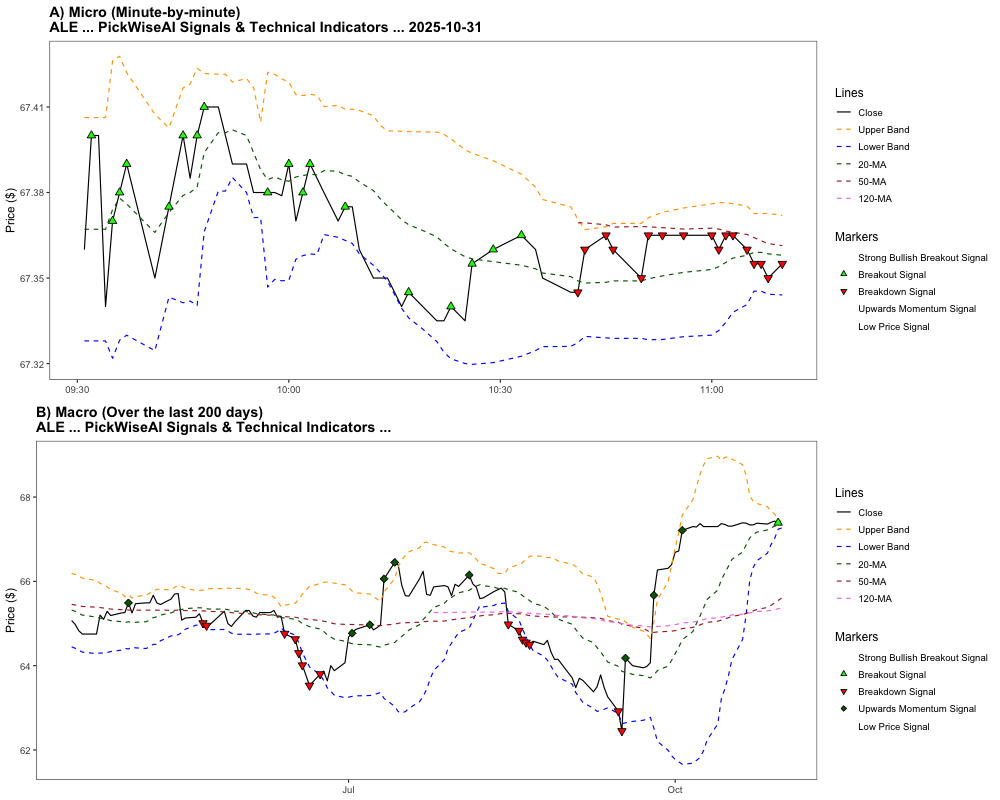 A) Micro (Minute-by-minute)
ALE ... PickWiseAI Signals & Technical Indicators ... 2025-10-31
Price ($)
67.41
67.38
67.35
67.32
09:30
10:00
10:30
11:00
Lines
Close
Upper Band
Lower Band
20-MA
50-MA
120-MA
Markers
Strong Bullish Breakout Signal
Breakout Signal
Breakdown Signal
Upwards Momentum Signal
Low Price Signal
B) Macro (Over the last 200 days)
ALE ... PickWiseAI Signals & Technical Indicators ...
Price ($)
68
66
64
62
Jul
Oct
Lines
Close
Upper Band
Lower Band
20-MA
50-MA
120-MA
Markers
Strong Bullish Breakout Signal
Breakout Signal
Breakdown Signal
Upwards Momentum Signal
Low Price Signal